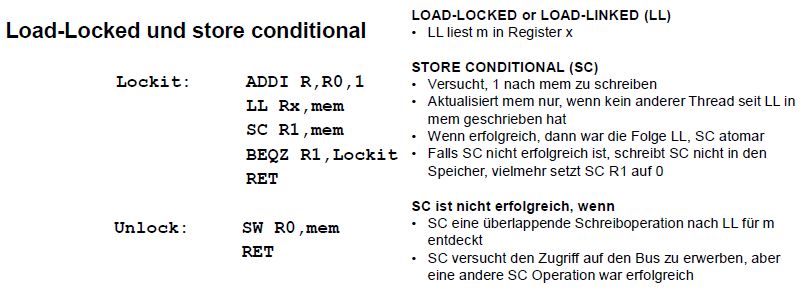 Load-Locked und store conditional
Lockit: ADDI R,R0,1
LL Rx,mem
SC R1,mem
BEQZ R1,Lockit
RET
Unlock: SW R0,mem
RET
LOAD-LOCKED or LOAD-LINKED (LL)
• LL liest m in Register x
STORE CONDITIONAL (SC)
• Versucht, 1 nach mem zu schreiben
• Aktualisiert mem nur, wenn kein anderer Thread seit LL in
mem geschrieben hat
• Wenn erfolgreich, dann war die Folge LL, SC atomar
• Falls SC nicht erfolgreich ist, schreibt SC nicht in den
Speicher, vielmehr setzt SC R1 auf 0
SC ist nicht erfolgreich, wenn
• SC eine überlappende Schreiboperation nach LL für m
entdeckt
• SC versucht den Zugriff auf den Bus zu erwerben, aber
eine andere SC Operation war erfolgreich